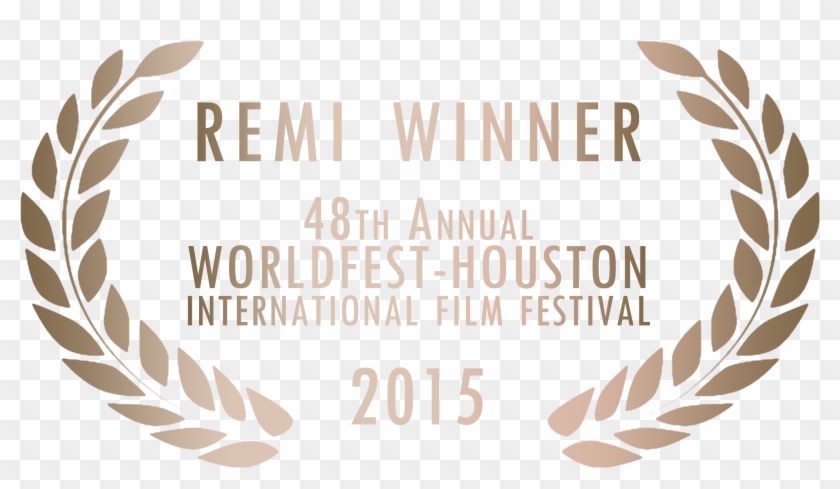 REMI WINNER
48TH ANNUAL
WORLDFEST-HOUSTON
INTERNATIONAL FILM FESTIVAL
2015